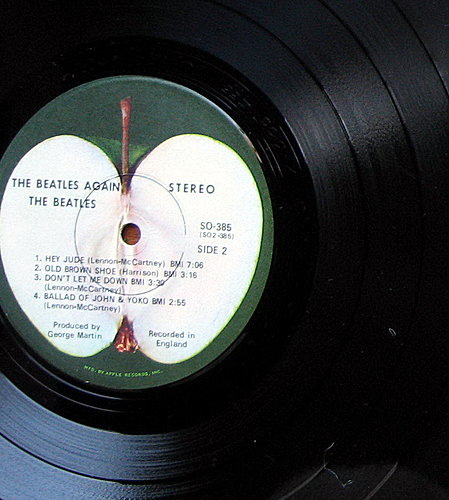 THE BEATLES AGAIN
THE BEATLES
STEREO
SO-385
(SO2-385)
SIDE 2
1. HEY JUDE (Lennon-McCartney) BMI 7:06
2. OLD BROWN SHOE (Harrison) BMI 3:16
3. DON'T LET ME DOWN BMI 3:30
(Lennon-McCartney)
4. BALLAD OF JOHN & YOKO BMI 2:55
(Lennon-McCartney)
Produced by
George Martin
Recorded in
England
MFD. BY APPLE RECORDS, INC.